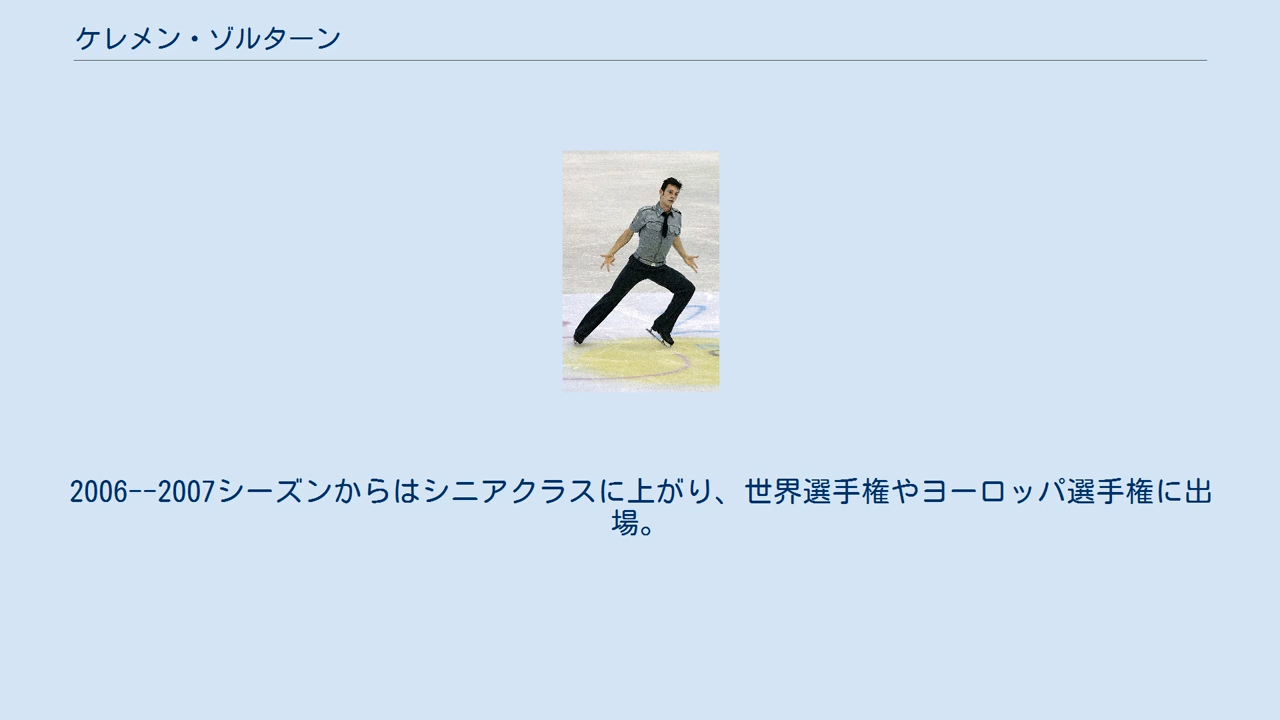 ケレメン・ゾルターン
2006--2007シーズンからはシニアクラスに上がり、世界選手権やヨーロッパ選手権に出
場。